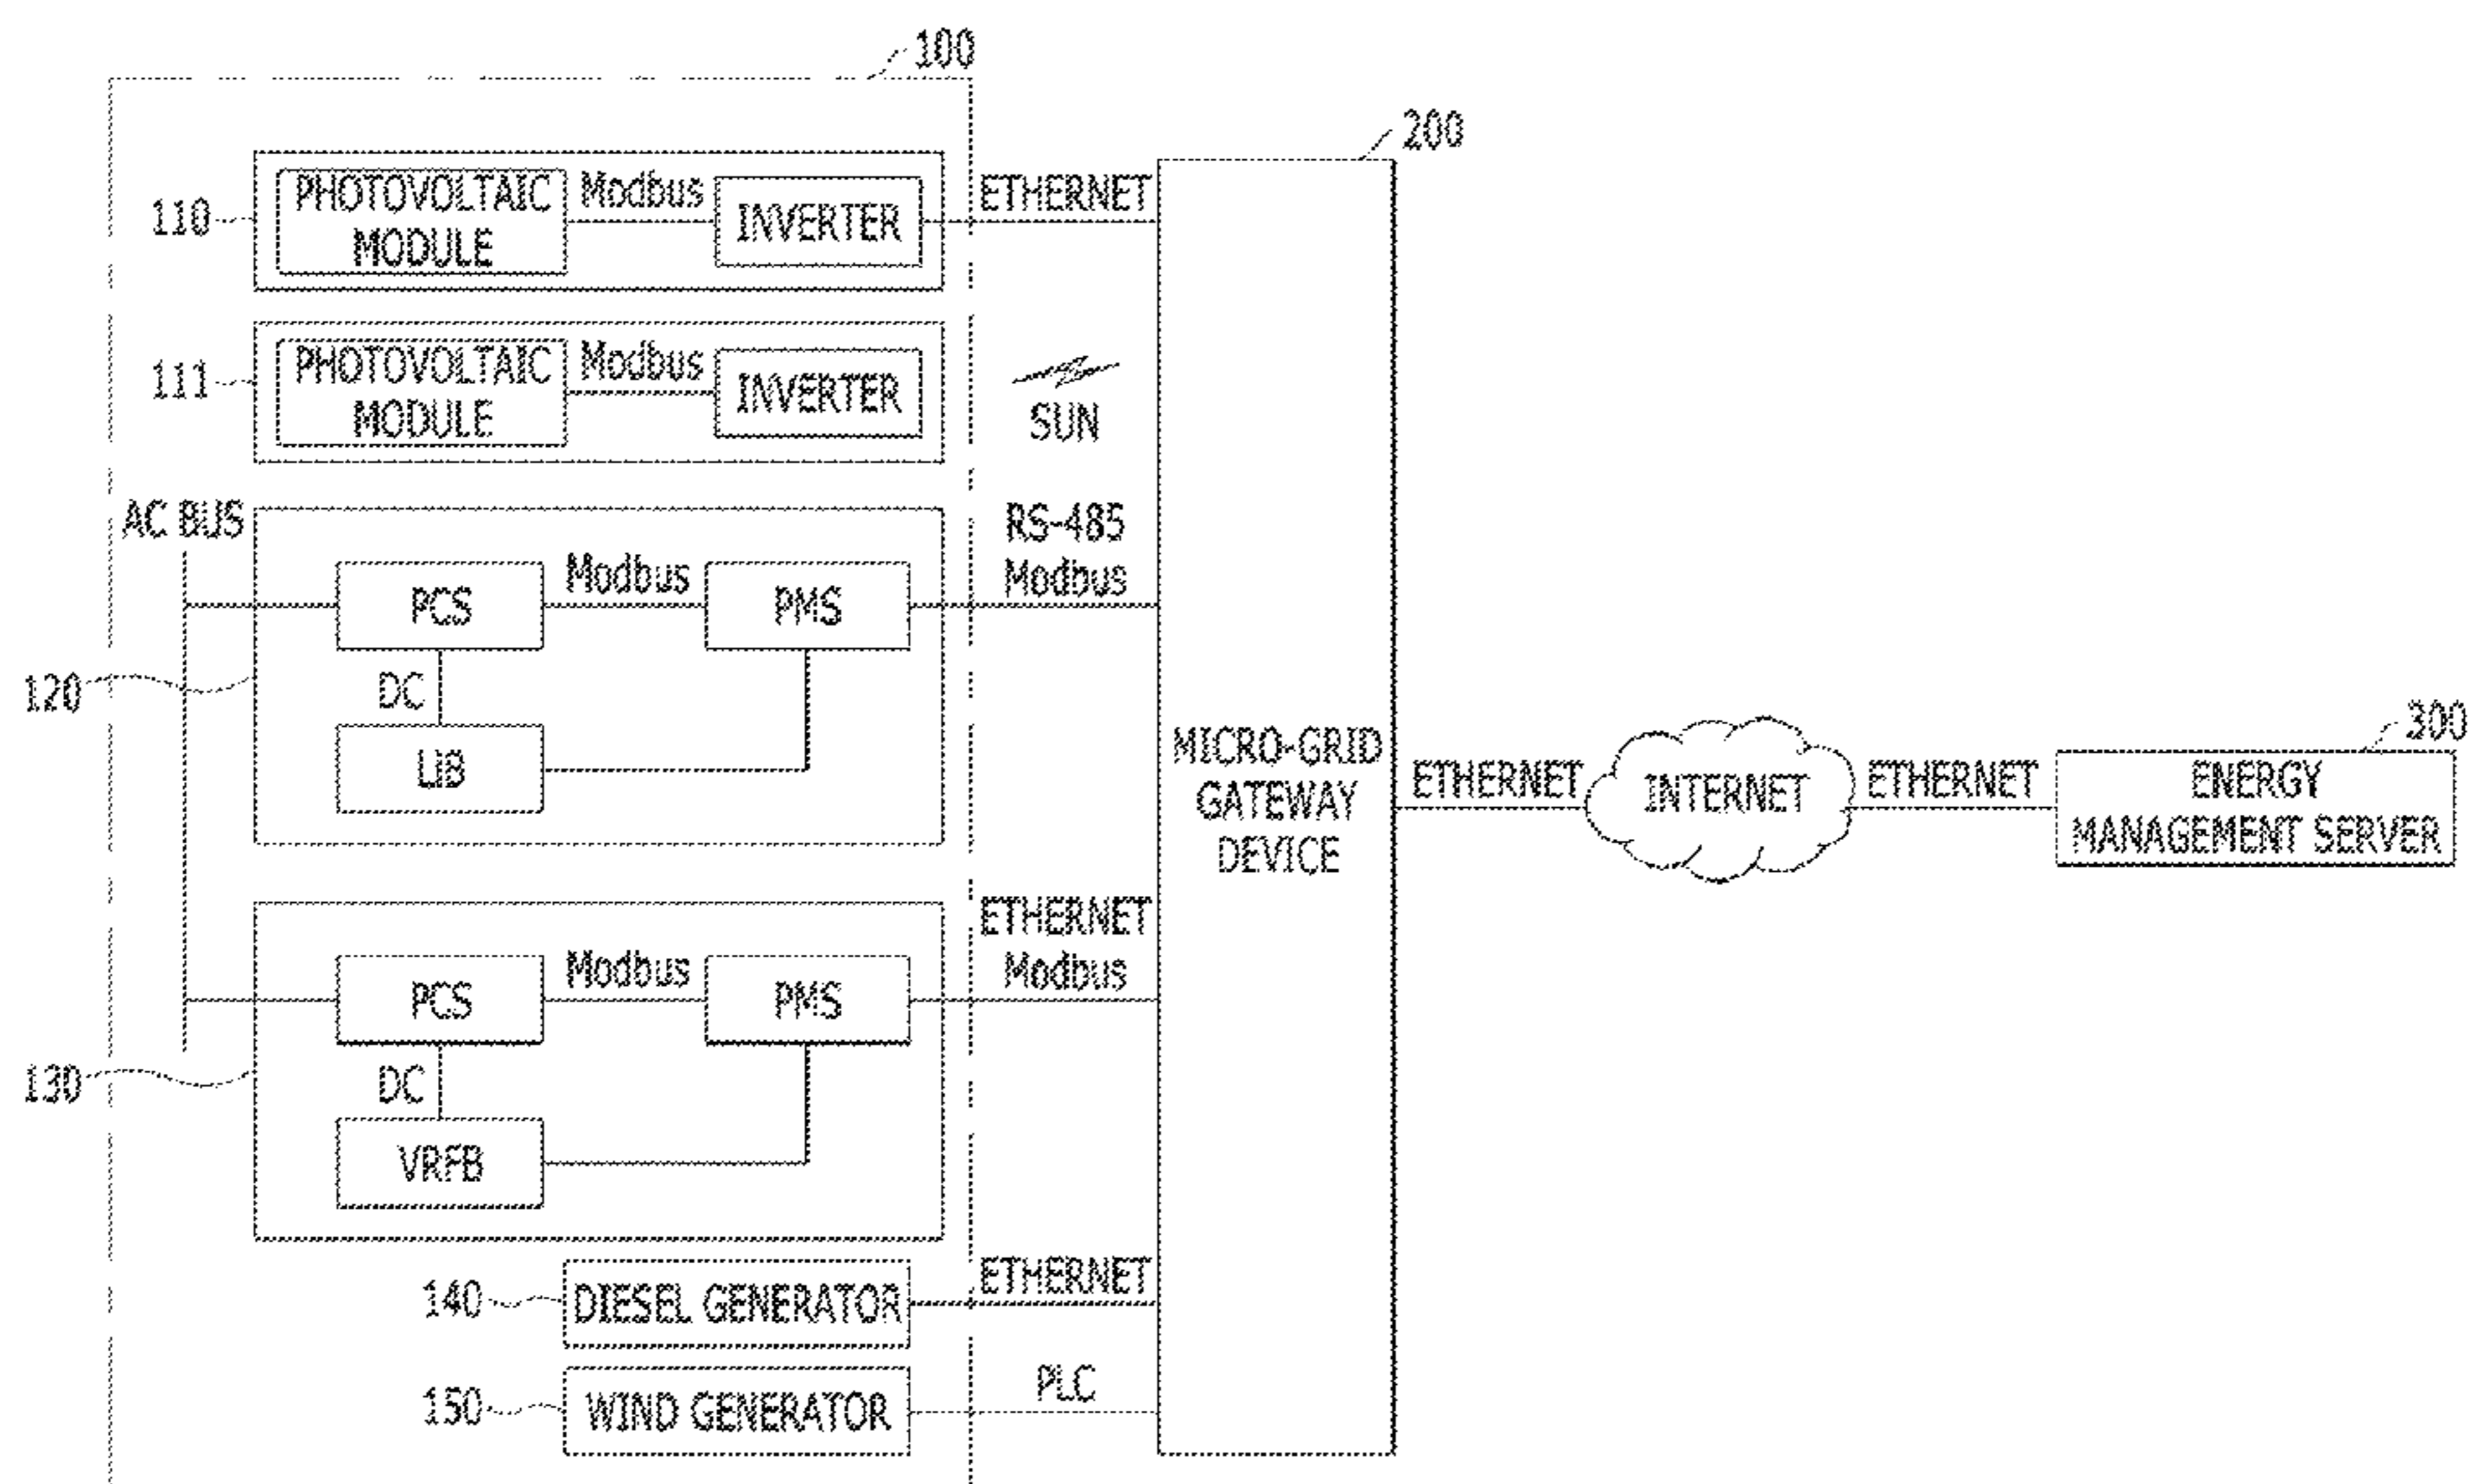 100
200
110
PHOTOVOLTAIC
MODULE
Modbus
INVERTER
ETHERNET
111
PHOTOVOLTAIC
MODULE
Modbus
INVERTER
SUN
AC BUS
RS-485
Modbus
PCS
Modbus
PMS
120
DC
LiB
MICRO-GRID
GATEWAY
DEVICE
ETHERNET
INTERNET
ETHERNET
300
ENERGY
MANAGEMENT SERVER
ETHERNET
Modbus
PCS
Modbus
PMS
130
DC
VRFB
140
DIESEL GENERATOR
ETHERNET
150
WIND GENERATOR
PLC